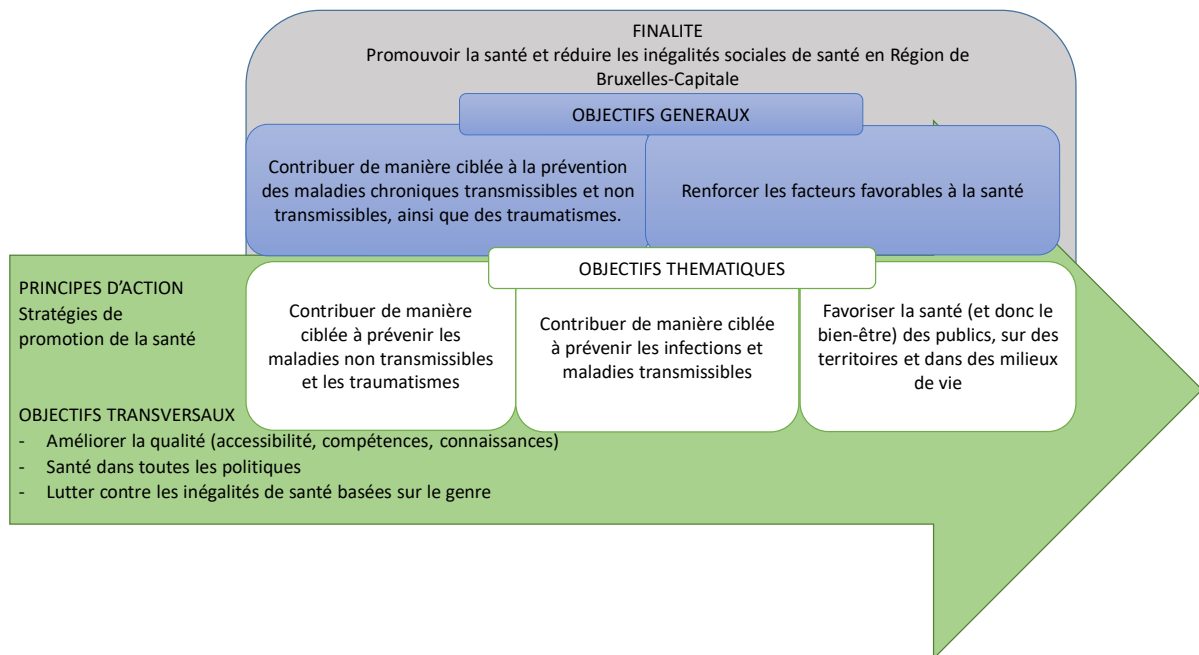 FINALITE
Promouvoir la santé et réduire les inégalités sociales de santé en Région de
Bruxelles-Capitale
OBJECTIFS GENERAUX
Contribuer de manière ciblée à la prévention
des maladies chroniques transmissibles et non
transmissibles, ainsi que des traumatismes.
Renforcer les facteurs favorables à la santé
OBJECTIFS THEMATIQUES
PRINCIPES D’ACTION
Stratégies de
promotion de la santé
Contribuer de manière
ciblée à prévenir les
maladies non transmissibles
et les traumatismes
Contribuer de manière ciblée
à prévenir les infections et
maladies transmissibles
Favoriser la santé (et donc le
bien-être) des publics, sur des
territoires et dans des milieux
de vie
OBJECTIFS TRANSVERSAUX
- Améliorer la qualité (accessibilité, compétences, connaissances)
- Santé dans toutes les politiques
- Lutter contre les inégalités de santé basées sur le genre